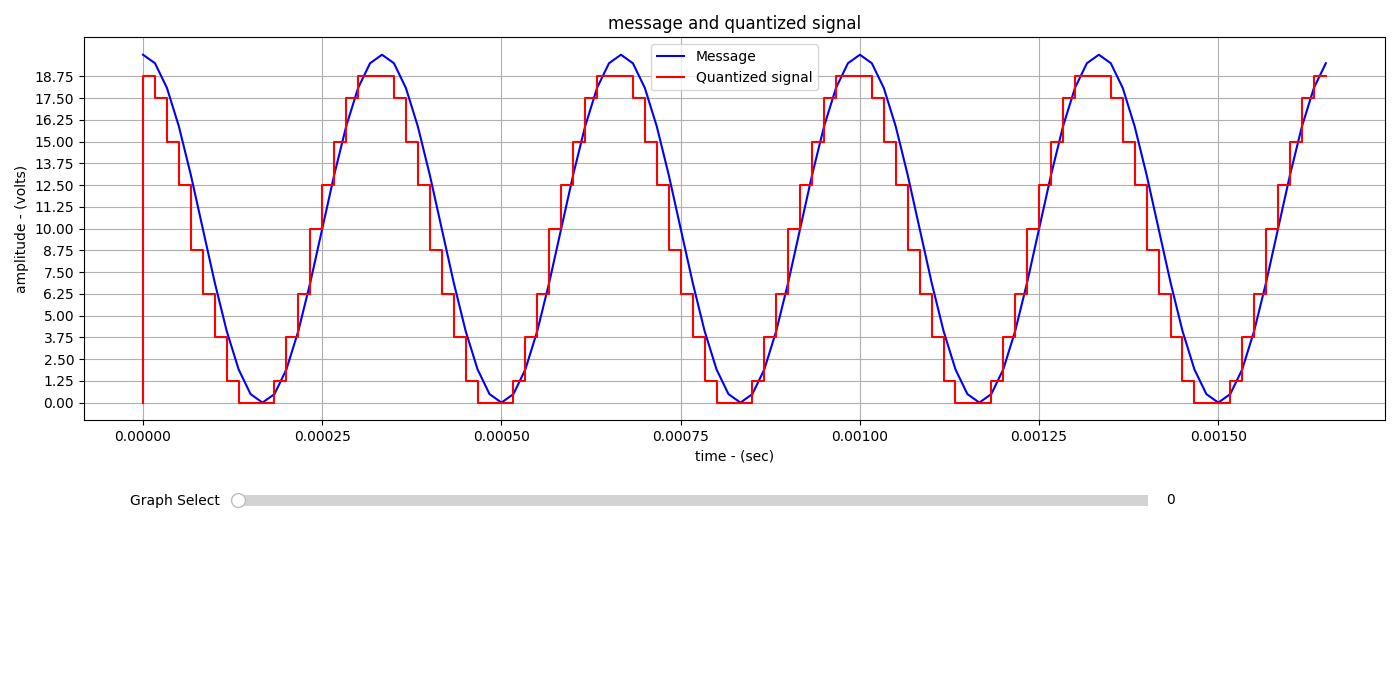 message and quantized signal
Message
Quantized signal
amplitude - (volts)
18.75
17.50
16.25
15.00
13.75
12.50
11.25
10.00
8.75
7.50
6.25
5.00
3.75
2.50
1.25
0.00
0.00000 0.00025 0.00050 0.00075 0.00100 0.00125 0.00150
time - (sec)
Graph Select 0